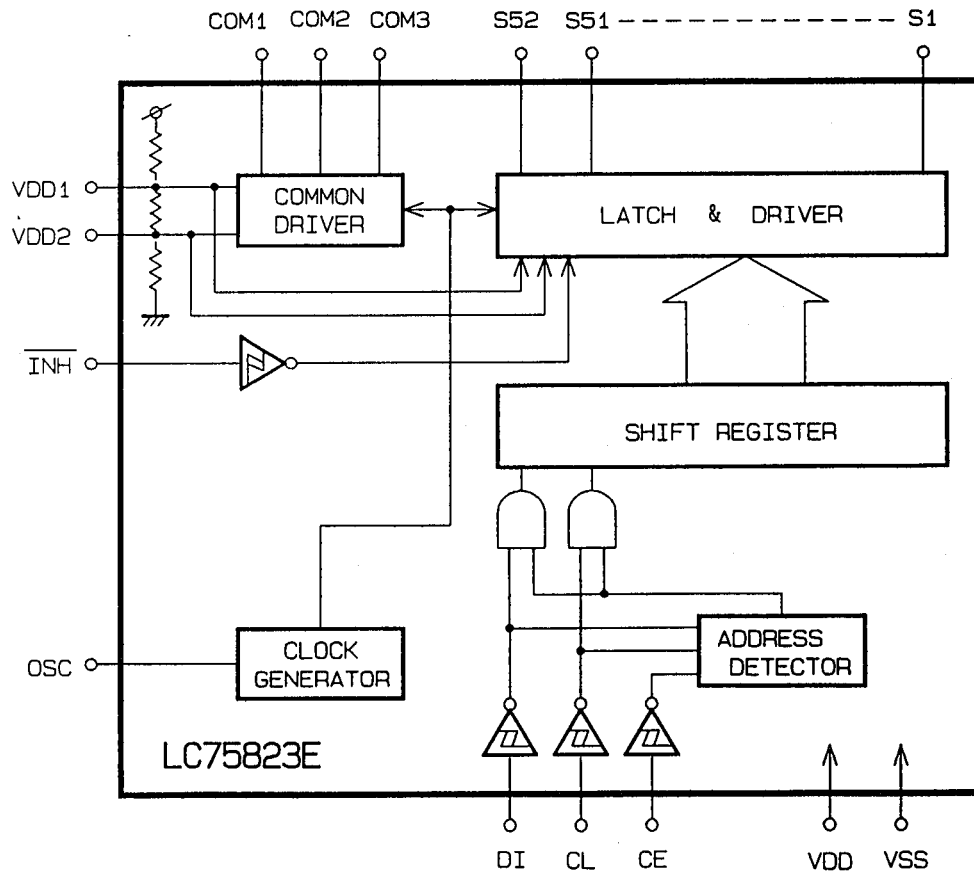 COM1 COM2 COM3 S52 S51 S1
VDD1
VDD2
COMMON
DRIVER
LATCH & DRIVER
INH
SHIFT REGISTER
OSC
CLOCK
GENERATOR
ADDRESS
DETECTOR
LC75823E
DI CL CE VDD VSS